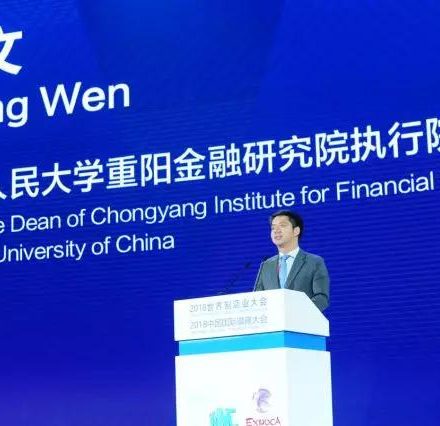 文
ng Wen
人民大学重阳金融研究院执行院
e Dean of Chongyang Institute for Financial
University of China
2018世界制造业大会
2018中国国际徽商大会
EXPOCA